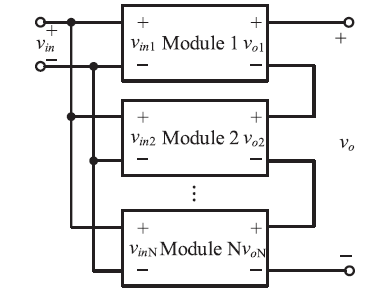 + + + +
v_in v_in1 Module 1 v_o1 +
− − −
+ +
v_in2 Module 2 v_o2 v_o
− −
⋮
+ +
v_inN Module N v_oN −
− −